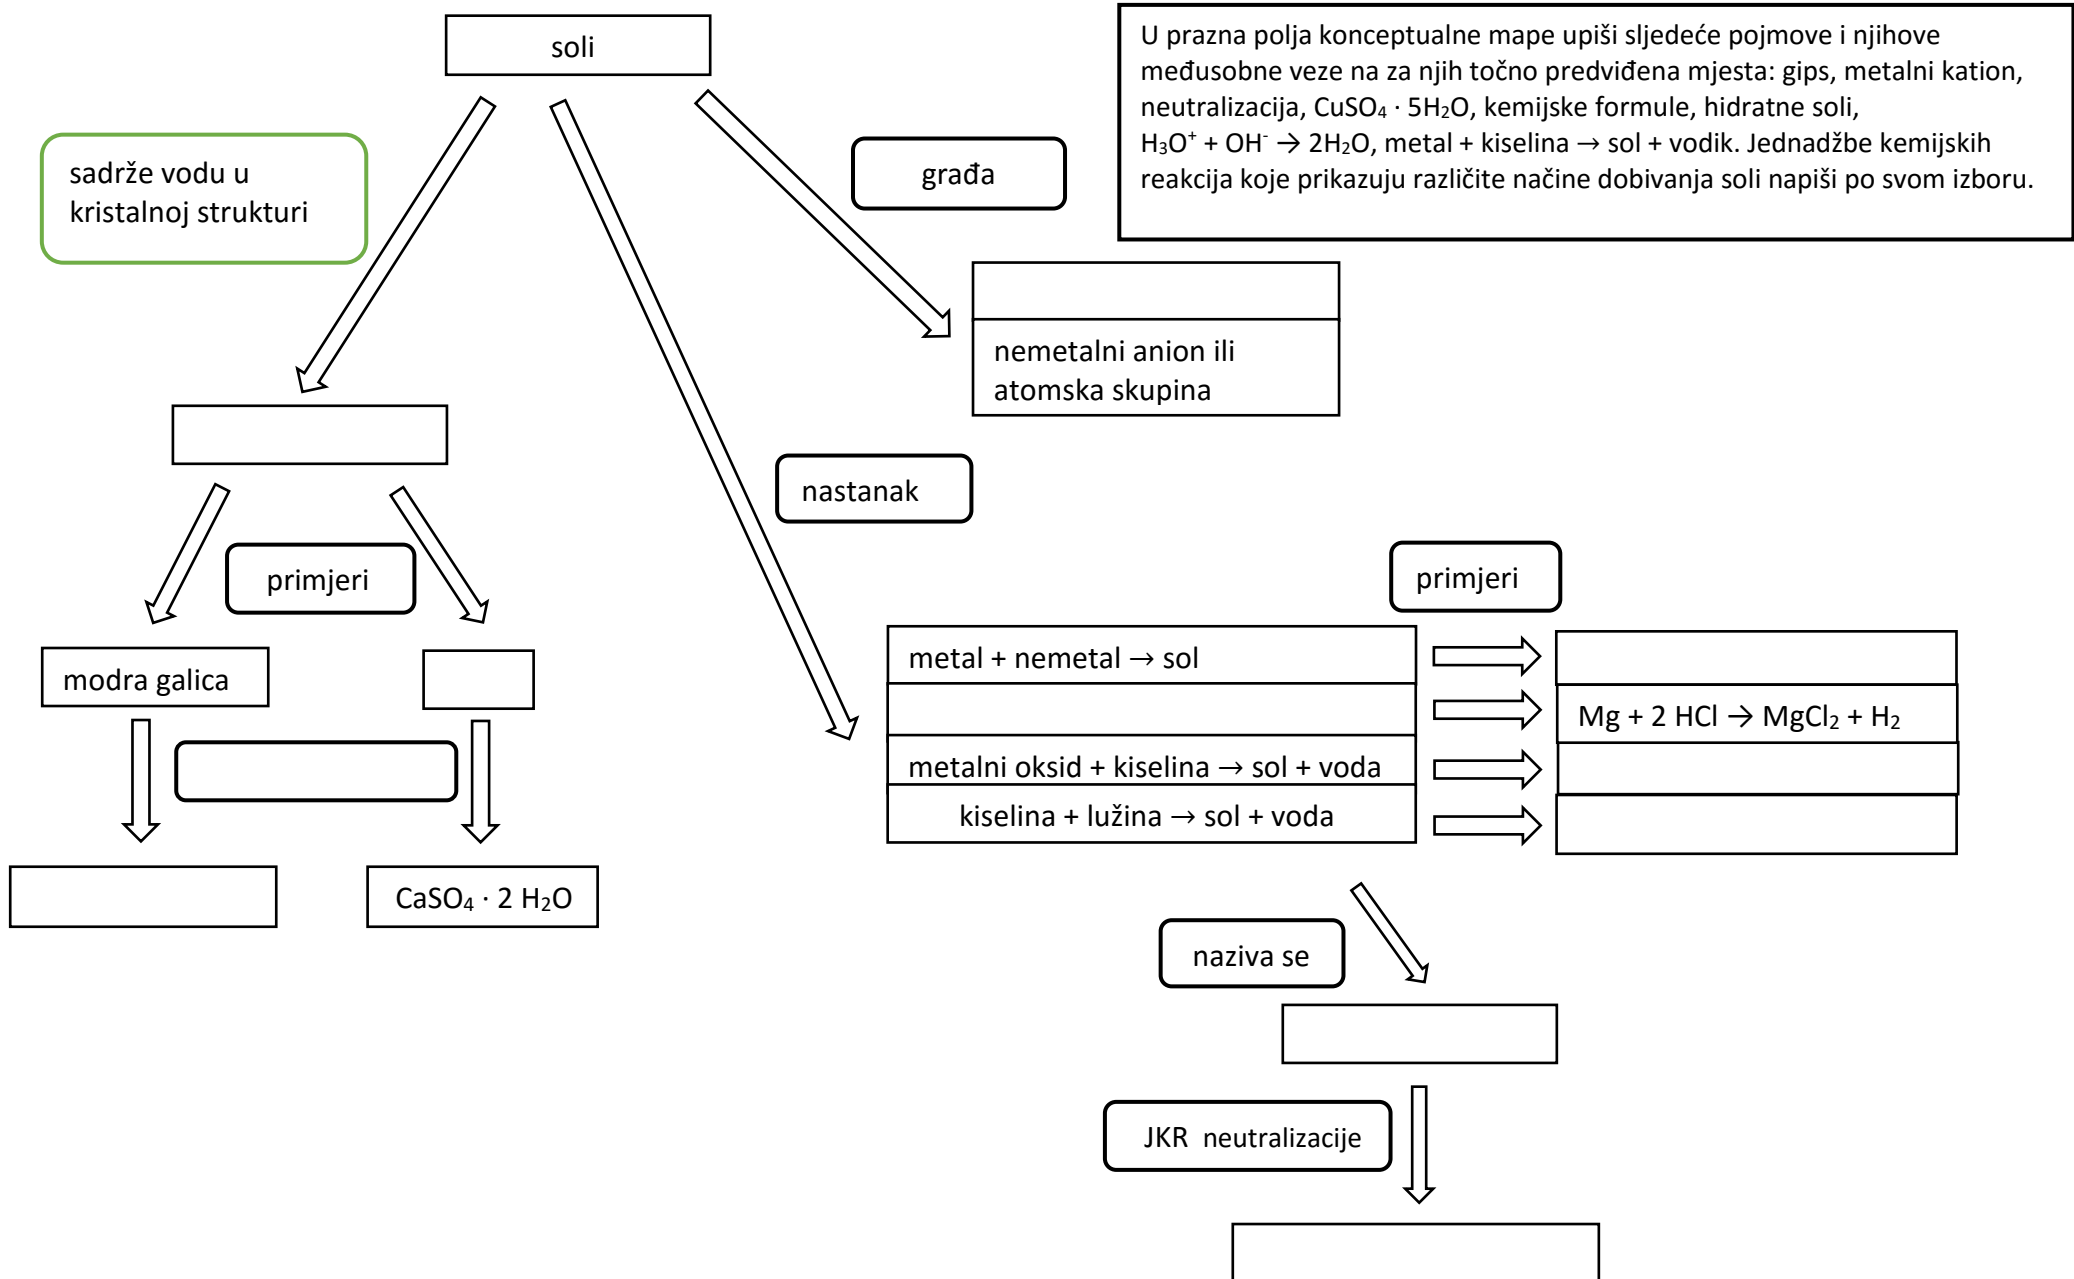 soli
U prazna polja konceptualne mape upiši sljedeće pojmove i njihove
međusobne veze na za njih točno predviđena mjesta: gips, metalni kation,
neutralizacija, CuSO₄ · 5H₂O, kemijske formule, hidratne soli,
H₃O⁺ + OH⁻ → 2H₂O, metal + kiselina → sol + vodik. Jednadžbe kemijskih
reakcija koje prikazuju različite načine dobivanja soli napiši po svom izboru.
sadrže vodu u
kristalnoj strukturi
građa
nemetalni anion ili
atomska skupina
nastanak
primjeri
primjeri
modra galica
metal + nemetal → sol
Mg + 2 HCl → MgCl₂ + H₂
metalni oksid + kiselina → sol + voda
kiselina + lužina → sol + voda
CaSO₄ · 2 H₂O
naziva se
JKR neutralizacije